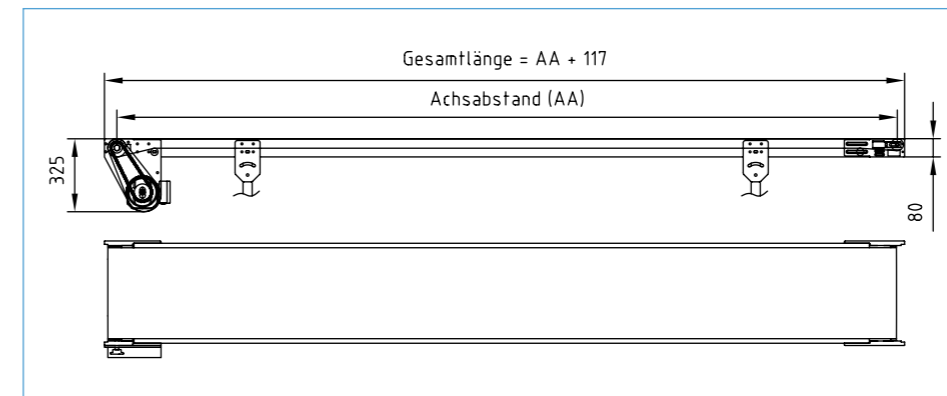 Gesamtlänge = AA + 117
Achsabstand (AA)
325
80